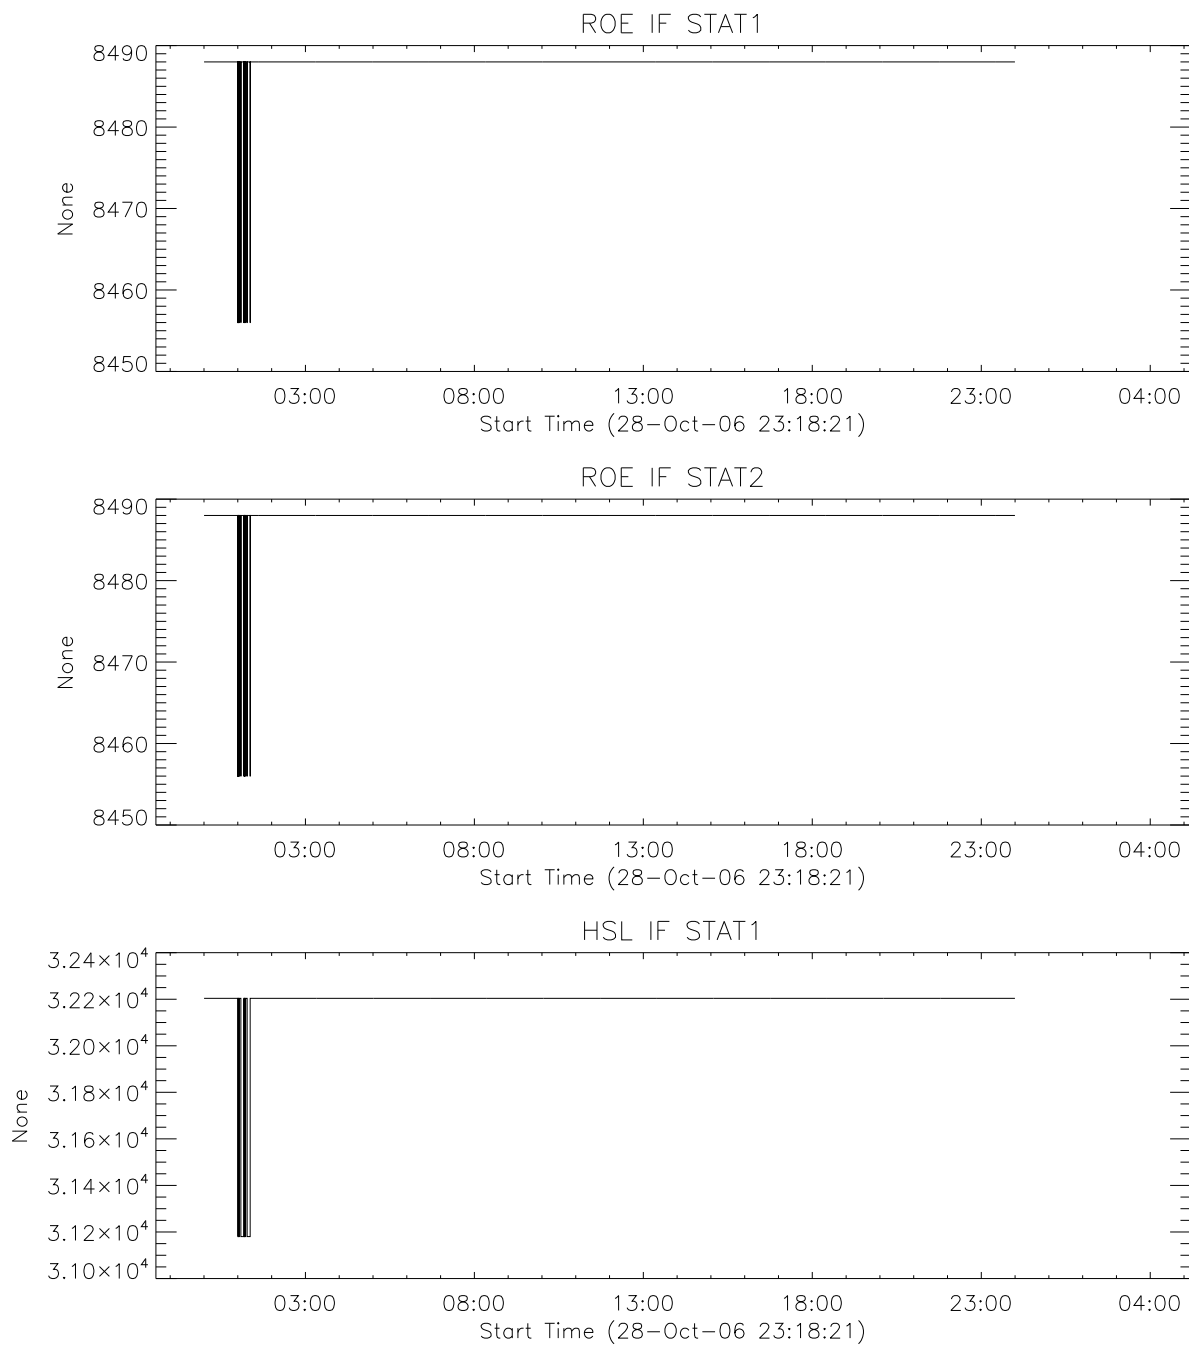 ROE IF STAT1
8490
8480
8470
8460
8450
None
03:00 08:00 13:00 18:00 23:00 04:00
Start Time (28-Oct-06 23:18:21)
ROE IF STAT2
8490
8480
8470
8460
8450
None
03:00 08:00 13:00 18:00 23:00 04:00
Start Time (28-Oct-06 23:18:21)
HSL IF STAT1
3.24×10⁴
3.22×10⁴
3.20×10⁴
3.18×10⁴
3.16×10⁴
3.14×10⁴
3.12×10⁴
3.10×10⁴
None
03:00 08:00 13:00 18:00 23:00 04:00
Start Time (28-Oct-06 23:18:21)